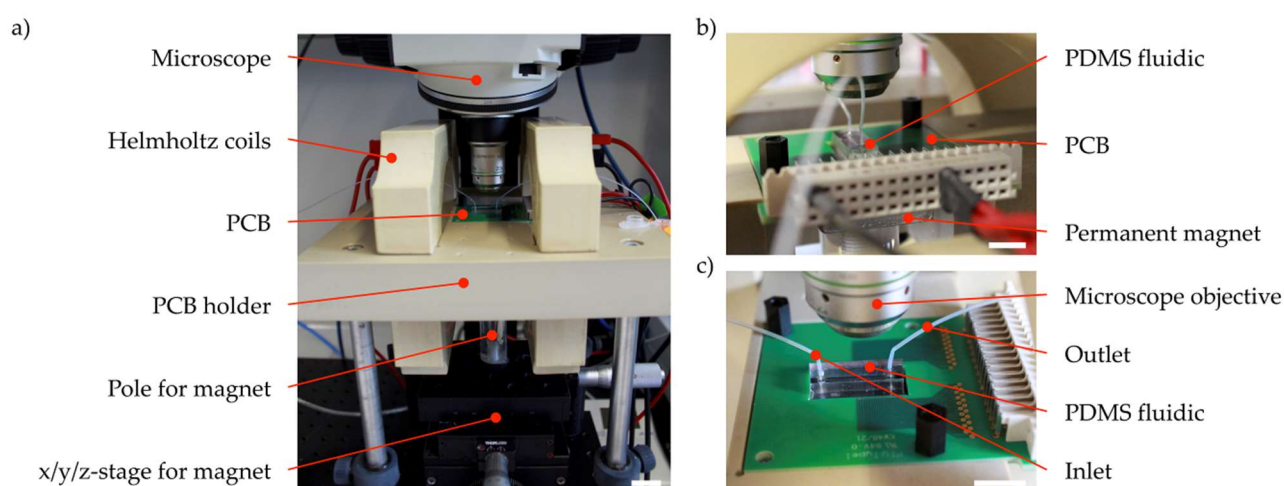 a)
Microscope
Helmholtz coils
PCB
PCB holder
Pole for magnet
x/y/z-stage for magnet
b)
PDMS fluidic
PCB
Permanent magnet
c)
Microscope objective
Outlet
PDMS fluidic
Inlet